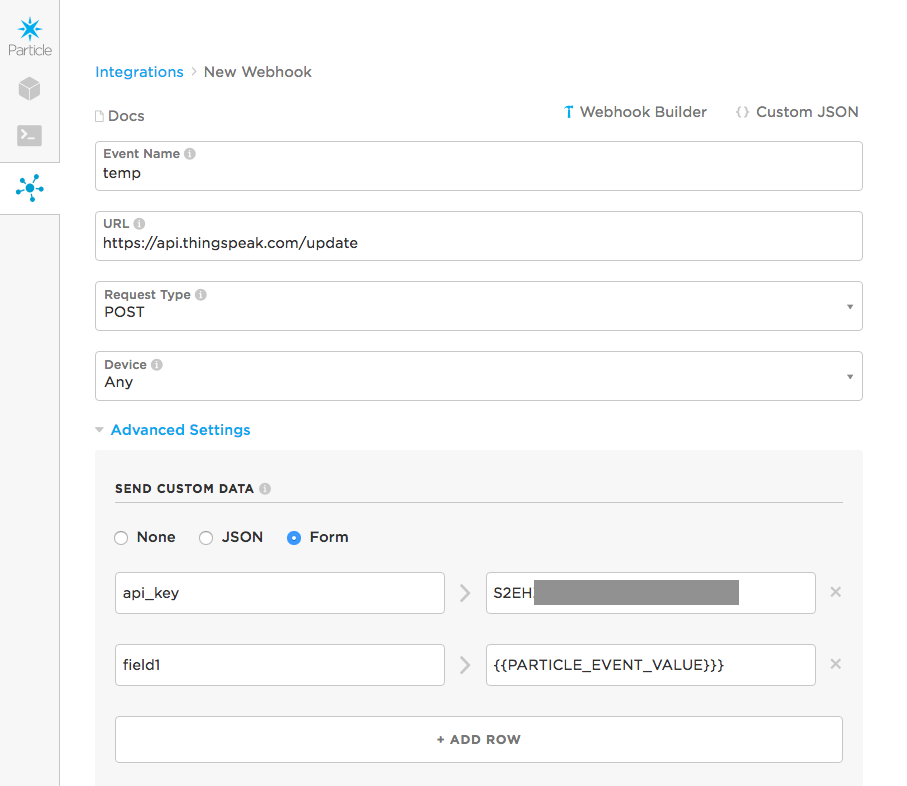 Particle
Integrations > New Webhook
Docs
Webhook Builder
{} Custom JSON
Event Name
temp
URL
https://api.thingspeak.com/update
Request Type
POST
Device
Any
Advanced Settings
SEND CUSTOM DATA
None
JSON
Form
api_key
S2EH
field1
{{PARTICLE_EVENT_VALUE}}}
+ ADD ROW